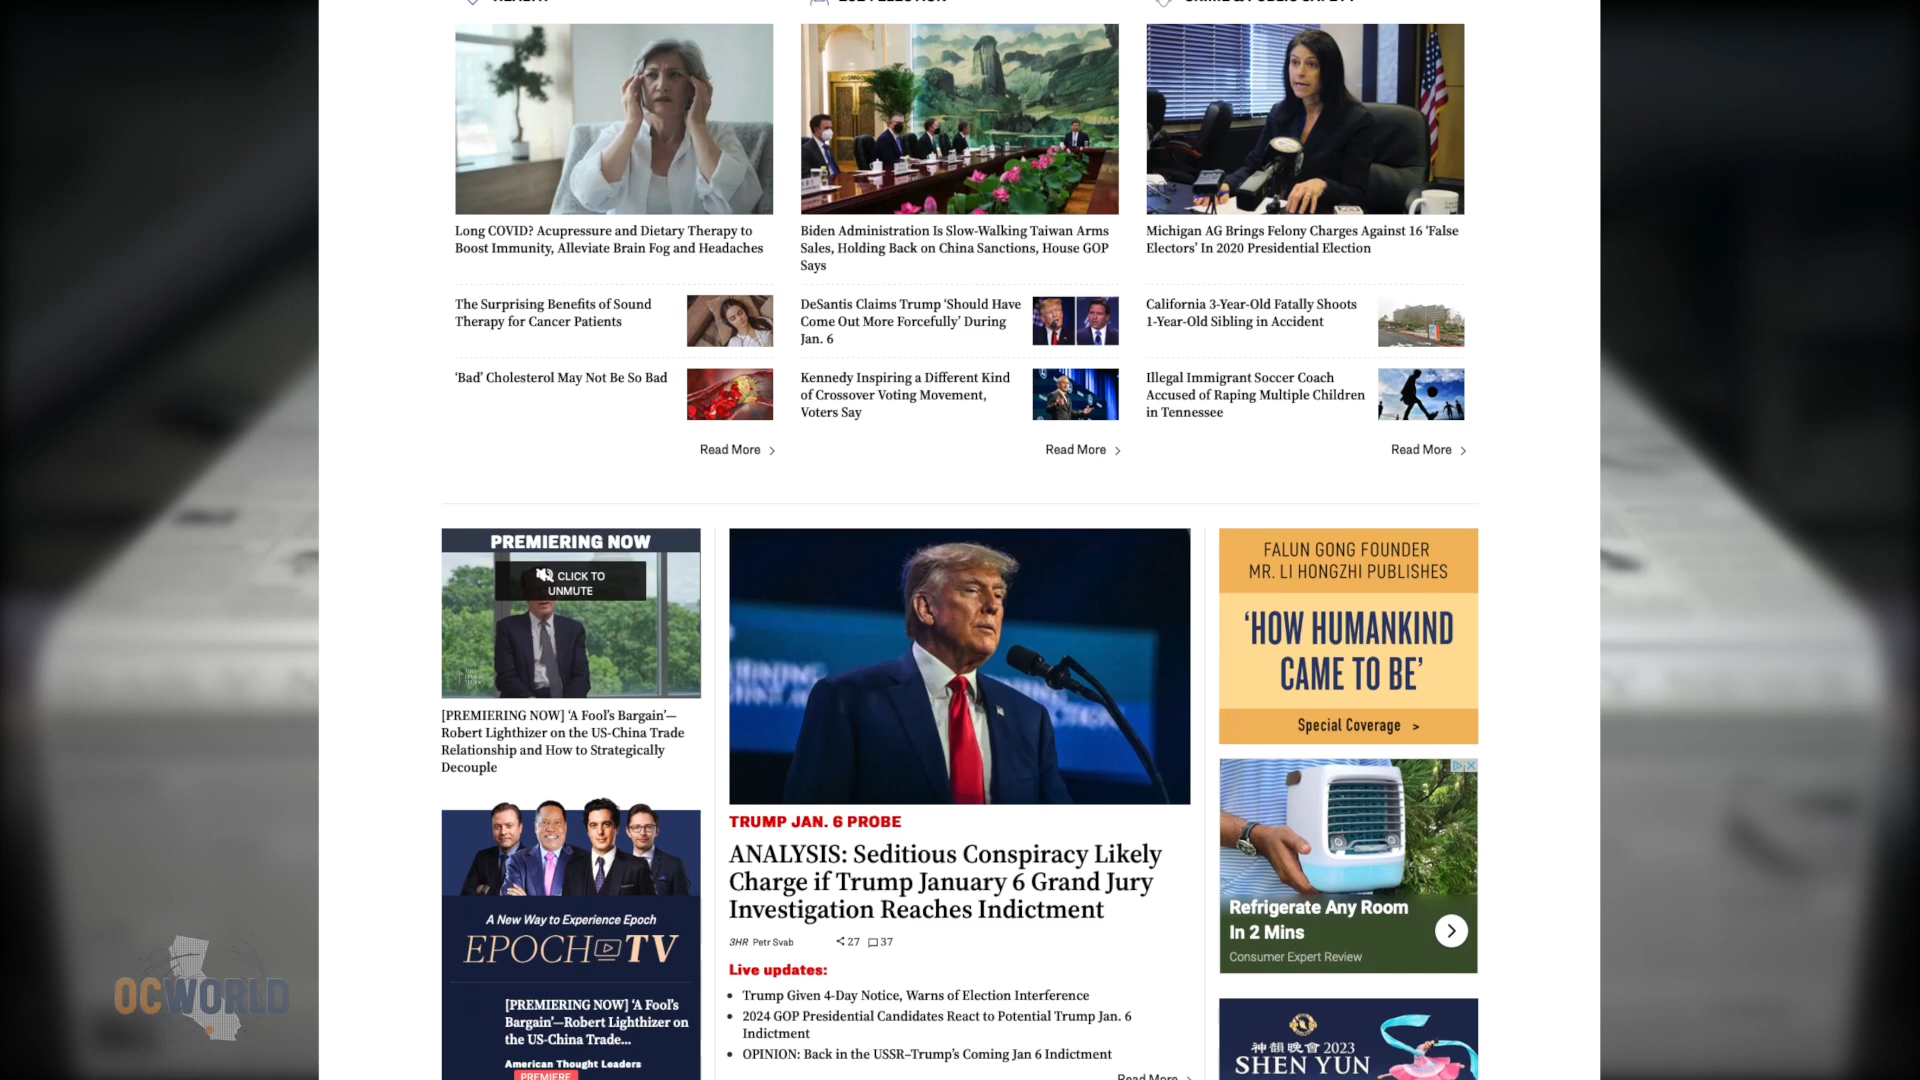 Long COVID? Acupressure and Dietary Therapy to
Boost Immunity, Alleviate Brain Fog and Headaches
The Surprising Benefits of Sound
Therapy for Cancer Patients
‘Bad’ Cholesterol May Not Be So Bad
Read More
Biden Administration Is Slow-Walking Taiwan Arms
Sales, Holding Back on China Sanctions, House GOP
Says
DeSantis Claims Trump ‘Should Have
Come Out More Forcefully’ During
Jan. 6
Kennedy Inspiring a Different Kind
of Crossover Voting Movement,
Voters Say
Read More
Michigan AG Brings Felony Charges Against 16 ‘False
Electors’ In 2020 Presidential Election
California 3-Year-Old Fatally Shoots
1-Year-Old Sibling in Accident
Illegal Immigrant Soccer Coach
Accused of Raping Multiple Children
in Tennessee
Read More
PREMIERING NOW
CLICK TO
UNMUTE
[PREMIERING NOW] ‘A Fool’s Bargain’—
Robert Lighthizer on the US-China Trade
Relationship and How to Strategically
Decouple
A New Way to Experience Epoch
EPOCH TV
[PREMIERING NOW] ‘A Fool’s
Bargain’—Robert Lighthizer on
the US-China Trade...
American Thought Leaders
PREMIERE
TRUMP JAN. 6 PROBE
ANALYSIS: Seditious Conspiracy Likely
Charge if Trump January 6 Grand Jury
Investigation Reaches Indictment
3HR Petr Svab 27 37
Live updates:
• Trump Given 4-Day Notice, Warns of Election Interference
• 2024 GOP Presidential Candidates React to Potential Trump Jan. 6
Indictment
• OPINION: Back in the USSR–Trump’s Coming Jan 6 Indictment
Read More
FALUN GONG FOUNDER
MR. LI HONGZHI PUBLISHES
‘HOW HUMANKIND
CAME TO BE’
Special Coverage >
Refrigerate Any Room
In 2 Mins
Consumer Expert Review
神韻晚會 2023
SHEN YUN
OCWORLD